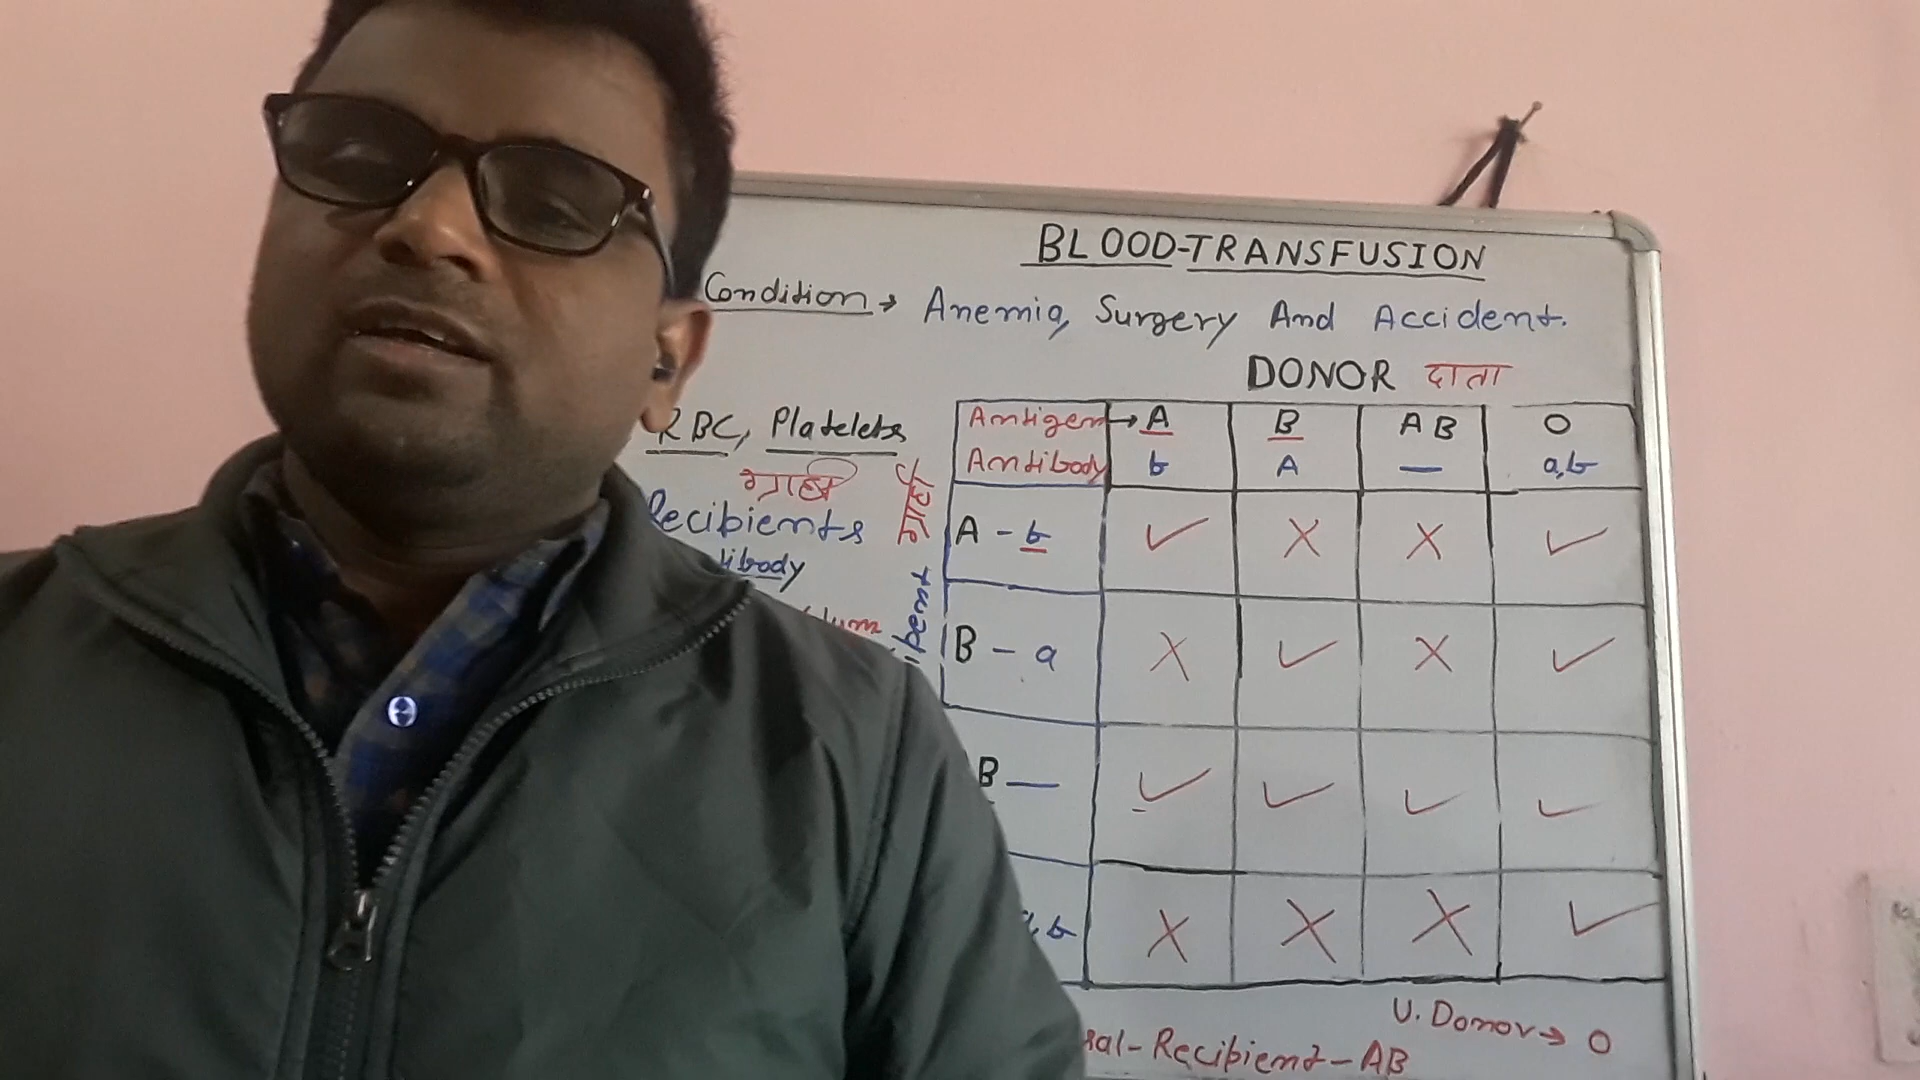 BLOOD-TRANSFUSION
Condition → Anemia, Surgery And Accident.
DONOR दाता
RBC, Platelets
Recibients
Antigen → A B AB O
Antibody b A — a,b
A - b ✓ X X ✓
B - a X ✓ X ✓
B — ✓ ✓ ✓ ✓
b X X X ✓
U. Donor → O
Recibient - AB